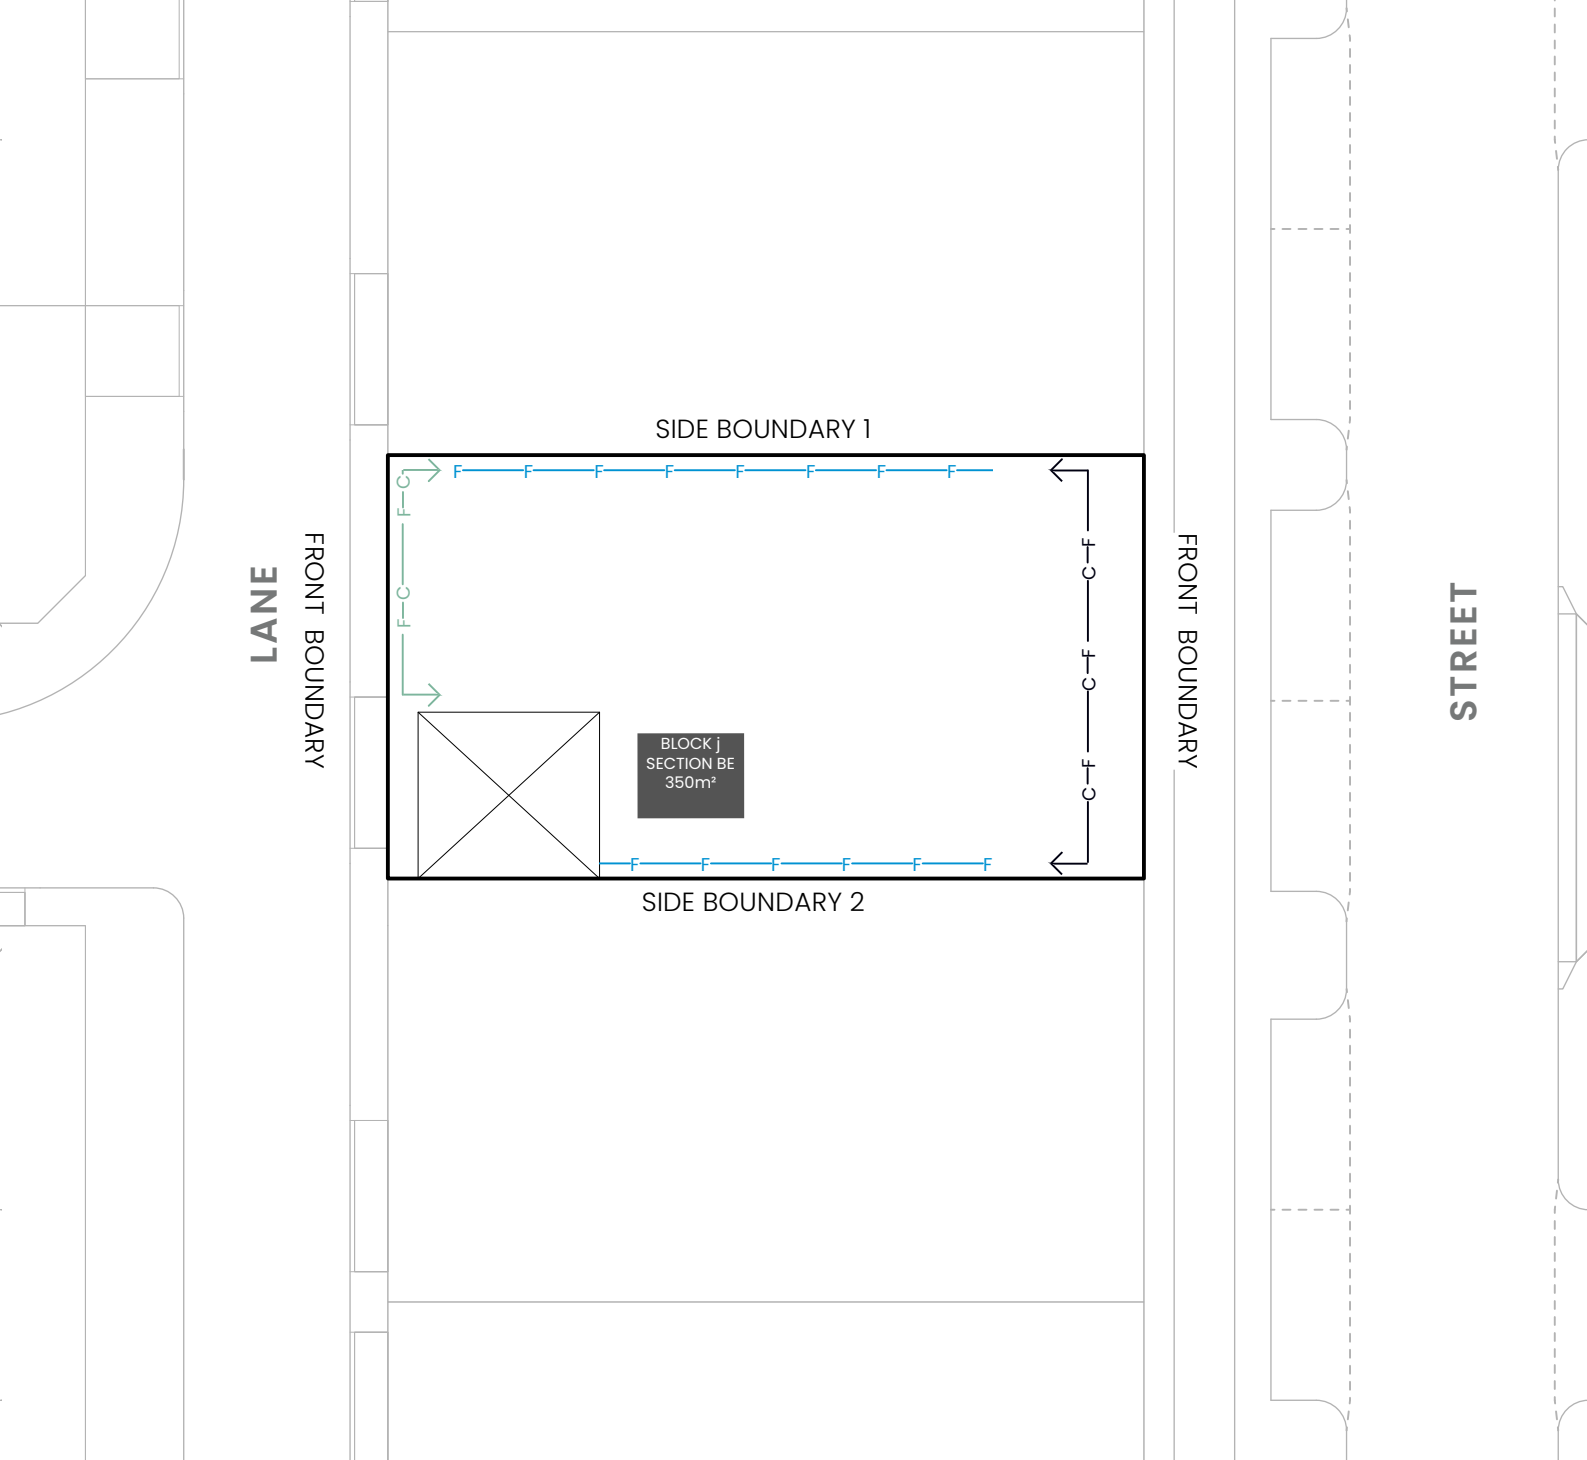 SIDE BOUNDARY 1
F F F F F F F F
C
F
C
F
F
C
F
C
F
C
LANE
FRONT BOUNDARY
FRONT BOUNDARY
STREET
BLOCK j
SECTION BE
350m²
F F F F F F
SIDE BOUNDARY 2